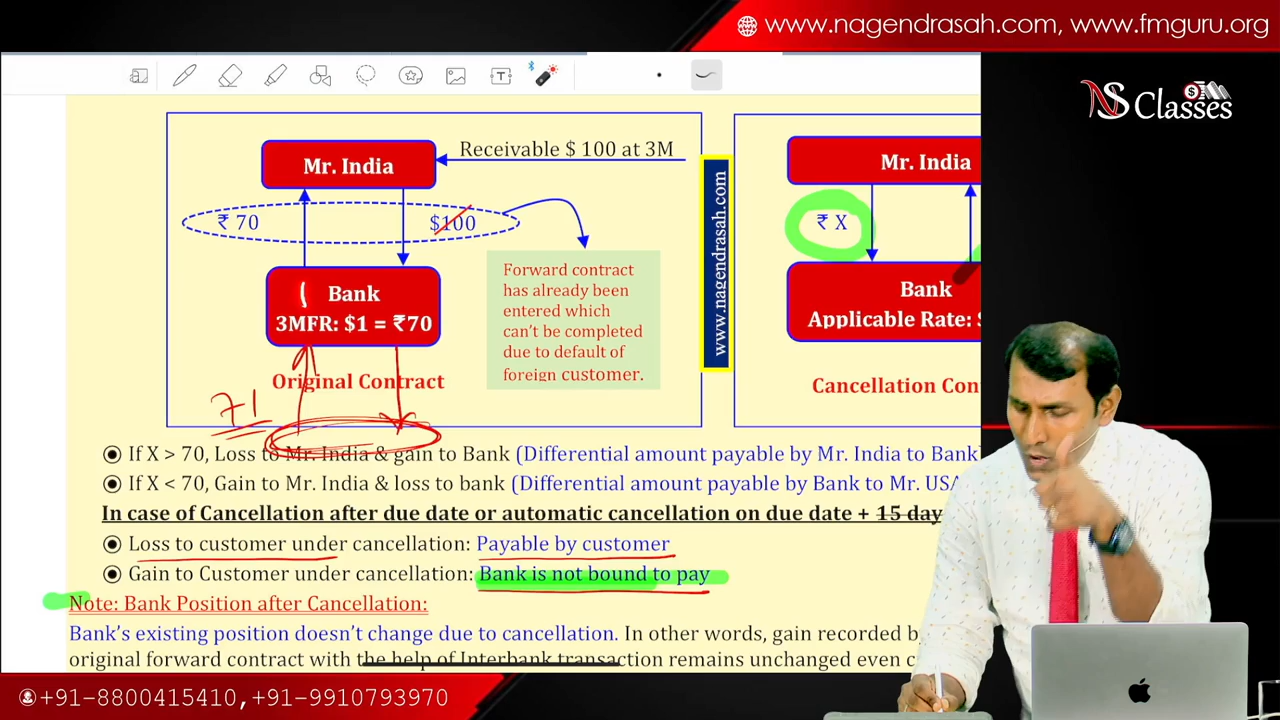 www.nagendrasah.com, www.fmguru.org
NS Classes
Receivable $ 100 at 3M
Mr. India
₹ 70
$100
Bank
3MFR: $1 = ₹70
Original Contract
71
Forward contract
has already been
entered which
can't be completed
due to default of
foreign customer.
www.nagendrasah.com
Mr. India
₹ X
Bank
Applicable Rate:
Cancellation Con
◉ If X > 70, Loss to Mr. India & gain to Bank (Differential amount payable by Mr. India to Bank
◉ If X < 70, Gain to Mr. India & loss to bank (Differential amount payable by Bank to Mr. USA
In case of Cancellation after due date or automatic cancellation on due date + 15 day
◉ Loss to customer under cancellation: Payable by customer
◉ Gain to Customer under cancellation: Bank is not bound to pay
Note: Bank Position after Cancellation:
Bank's existing position doesn't change due to cancellation. In other words, gain recorded b
original forward contract with the help of Interbank transaction remains unchanged even c
+91-8800415410,+91-9910793970